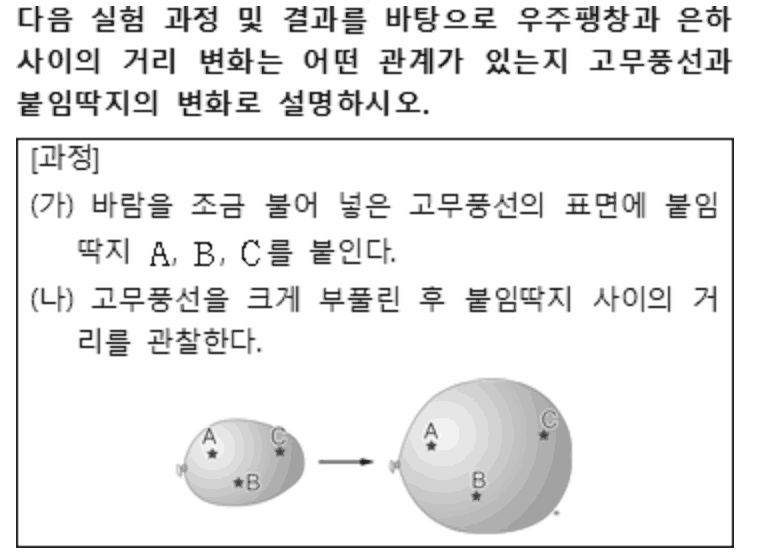 다음 실험 과정 및 결과를 바탕으로 우주팽창과 은하
사이의 거리 변화는 어떤 관계가 있는지 고무풍선과
붙임딱지의 변화로 설명하시오.
[과정]
(가) 바람을 조금 불어 넣은 고무풍선의 표면에 붙임
딱지 A, B, C를 붙인다.
(나) 고무풍선을 크게 부풀린 후 붙임딱지 사이의 거
리를 관찰한다.
A C
B
A C
B